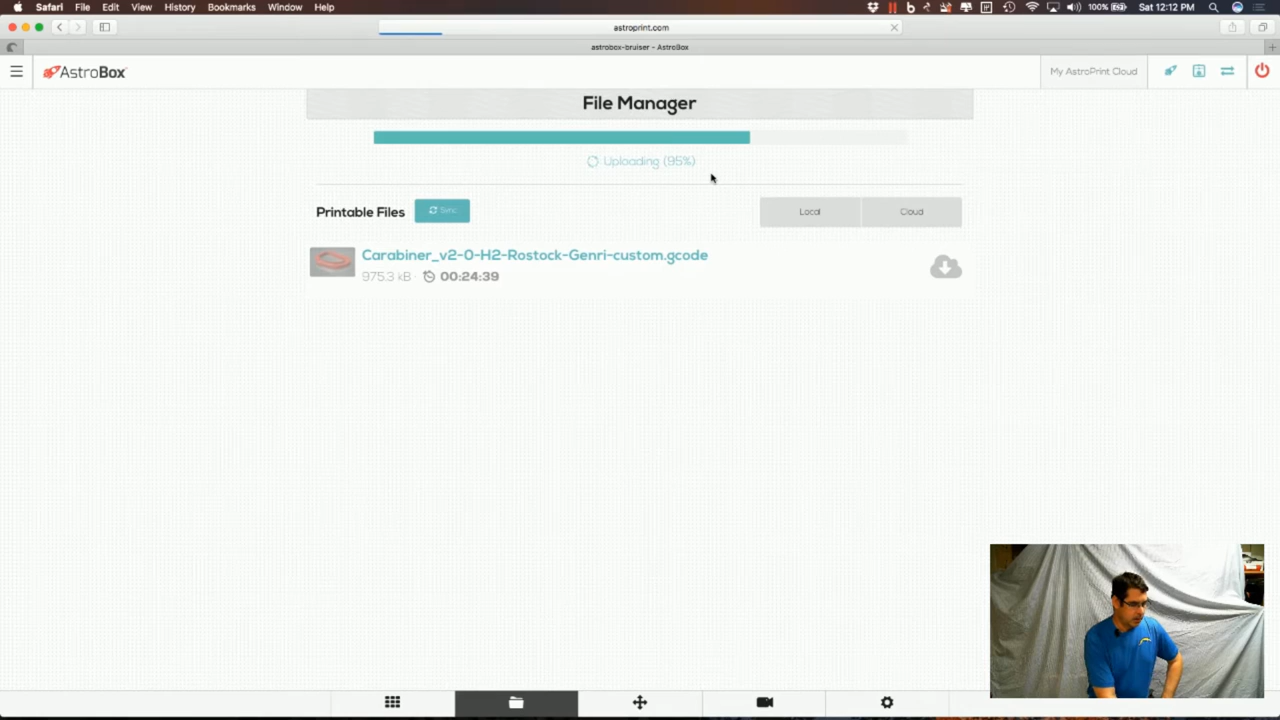 Safari File Edit View History Bookmarks Window Help 100% Sat 12:12 PM
astroprint.com
astrobox-bruiser - AstroBox
AstroBox My AstroPrint Cloud
File Manager
Uploading (95%)
Printable Files Sync Local Cloud
Carabiner_v2-0-H2-Rostock-Genri-custom.gcode
975.3 kB · 00:24:39